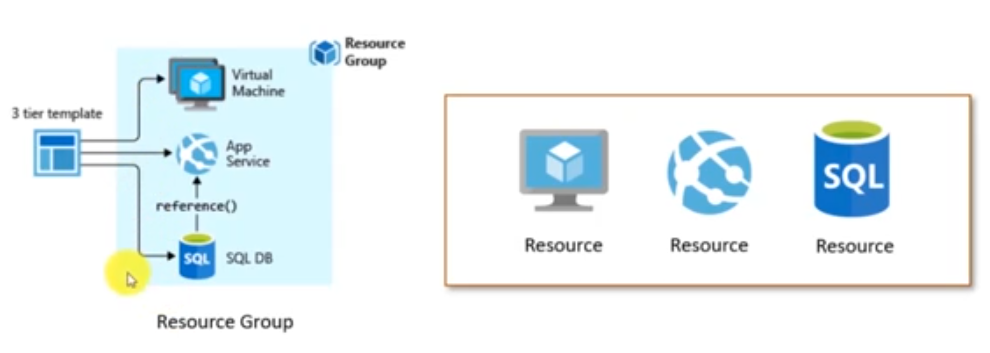 Resource
Group
Virtual
Machine
3 tier template
App
Service
reference()
SQL
SQL DB
Resource Group
SQL
Resource
Resource
Resource